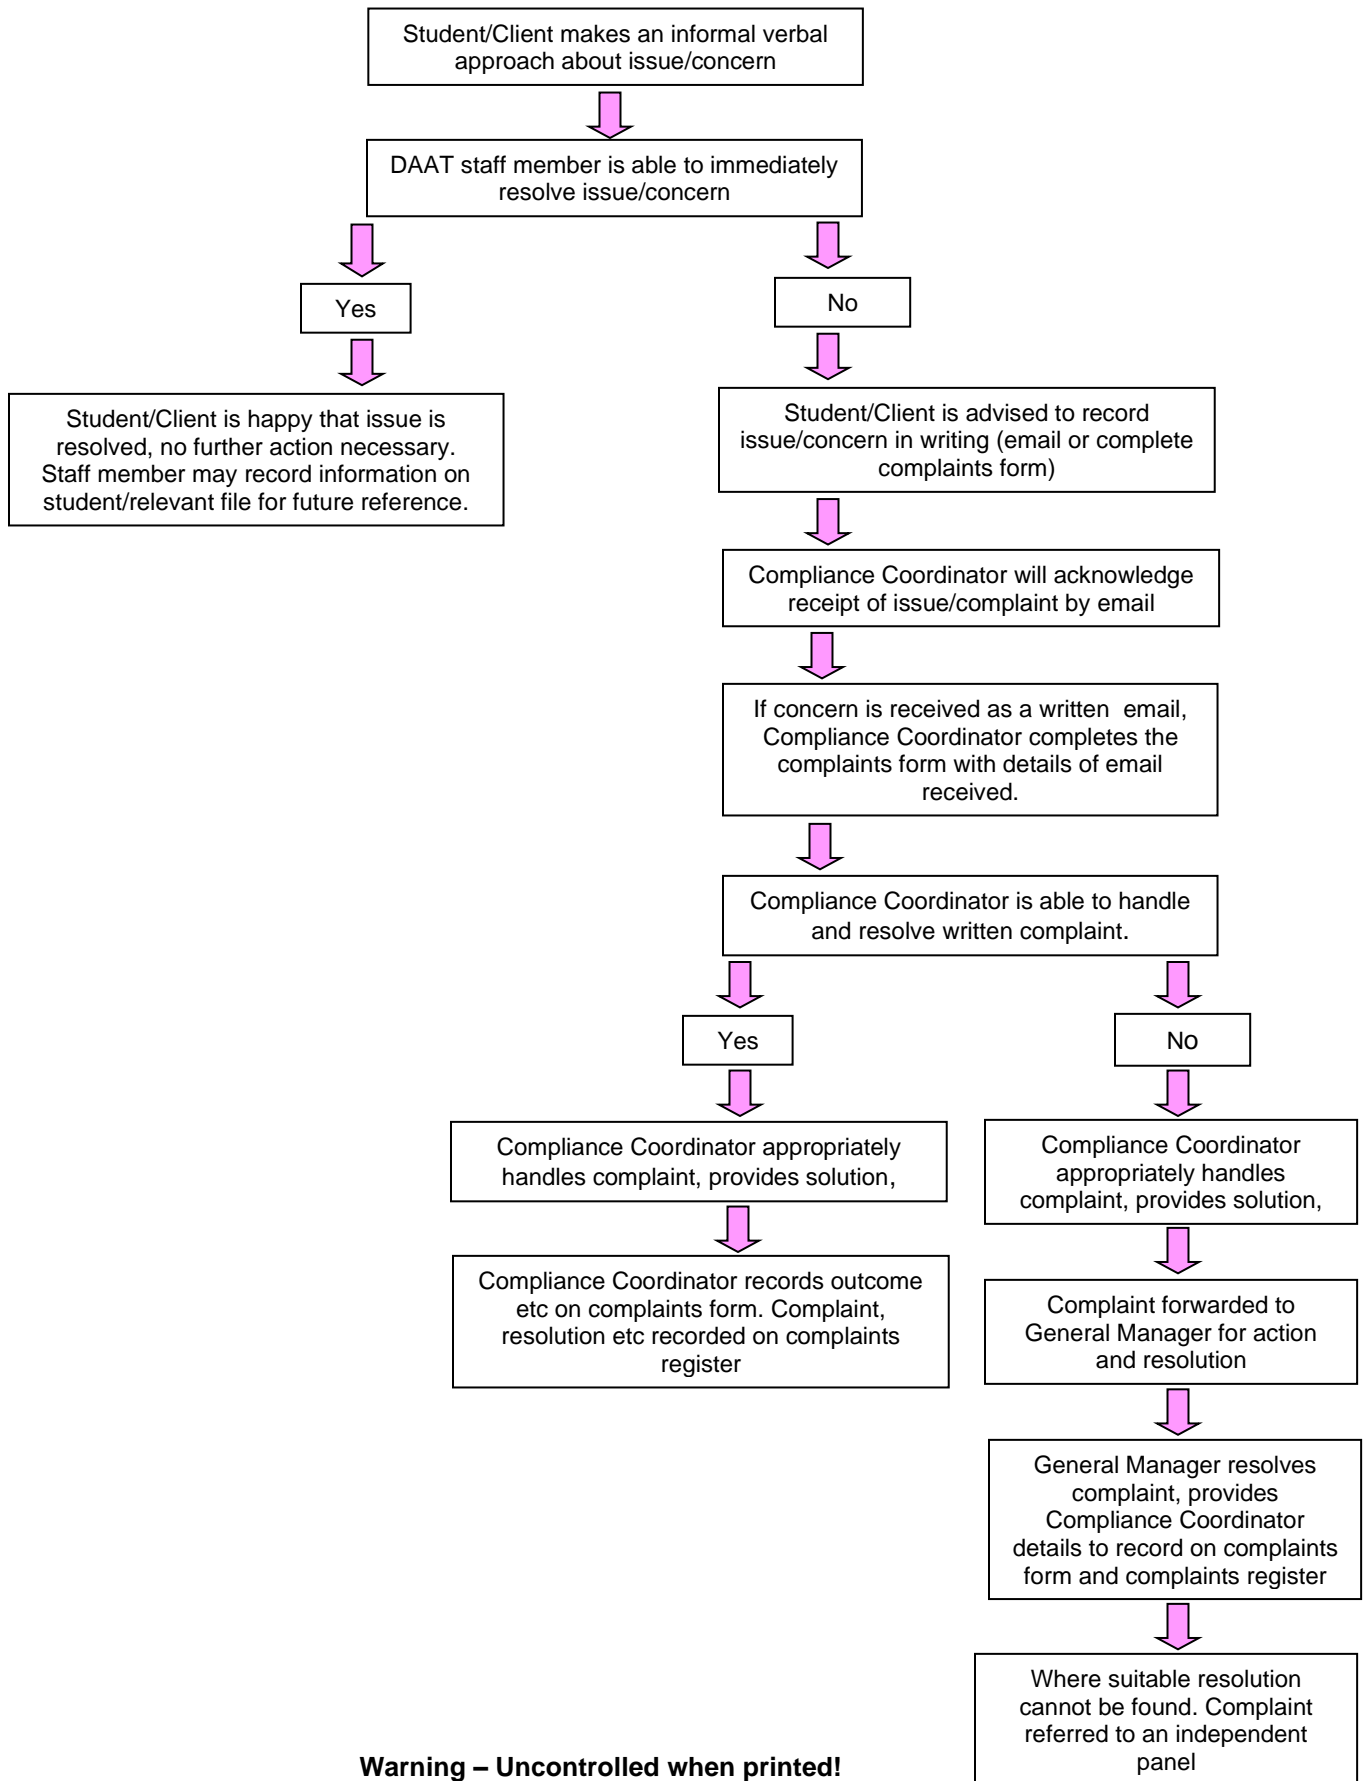 Student/Client makes an informal verbal
approach about issue/concern
DAAT staff member is able to immediately
resolve issue/concern
Yes
No
Student/Client is happy that issue is
resolved, no further action necessary.
Staff member may record information on
student/relevant file for future reference.
Student/Client is advised to record
issue/concern in writing (email or complete
complaints form)
Compliance Coordinator will acknowledge
receipt of issue/complaint by email
If concern is received as a written  email,
Compliance Coordinator completes the
complaints form with details of email
received.
Compliance Coordinator is able to handle
and resolve written complaint.
Yes
No
Compliance Coordinator appropriately
handles complaint, provides solution,
Compliance Coordinator
appropriately handles
complaint, provides solution,
Compliance Coordinator records outcome
etc on complaints form. Complaint,
resolution etc recorded on complaints
register
Complaint forwarded to
General Manager for action
and resolution
General Manager resolves
complaint, provides
Compliance Coordinator
details to record on complaints
form and complaints register
Where suitable resolution
cannot be found. Complaint
referred to an independent
panel
Warning – Uncontrolled when printed!